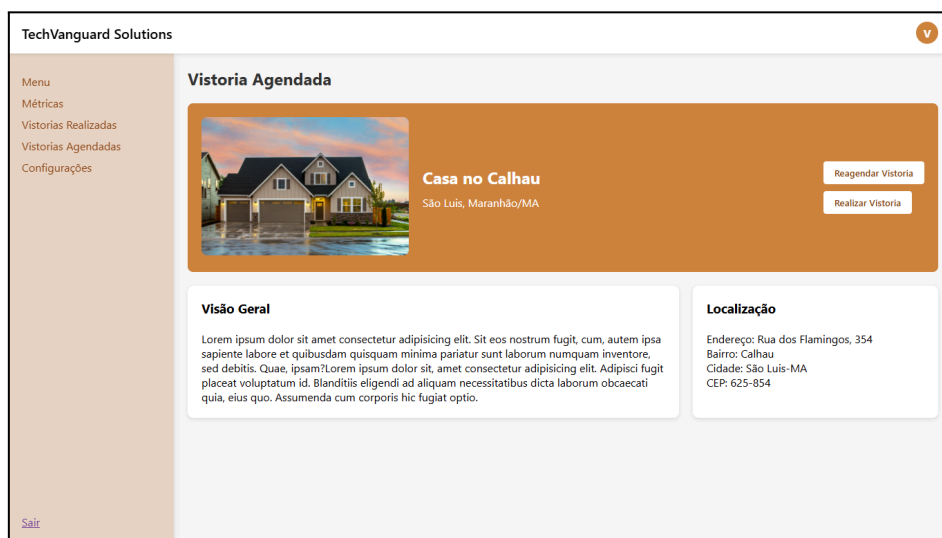 TechVanguard Solutions
V
Menu
Métricas
Vistorias Realizadas
Vistorias Agendadas
Configurações
Sair
Vistoria Agendada
Casa no Calhau
São Luis, Maranhão/MA
Reagendar Vistoria
Realizar Vistoria
Visão Geral
Lorem ipsum dolor sit amet consectetur adipisicing elit. Sit eos nostrum fugit, cum, autem ipsa
sapiente labore et quibusdam quisquam minima pariatur sunt laborum numquam inventore,
sed debitis. Quae, ipsam?Lorem ipsum dolor sit, amet consectetur adipisicing elit. Adipisci fugit
placeat voluptatum id. Blanditiis eligendi ad aliquam necessitatibus dicta laborum obcaecati
quia, eius quo. Assumenda cum corporis hic fugiat optio.
Localização
Endereço: Rua dos Flamingos, 354
Bairro: Calhau
Cidade: São Luis-MA
CEP: 625-854